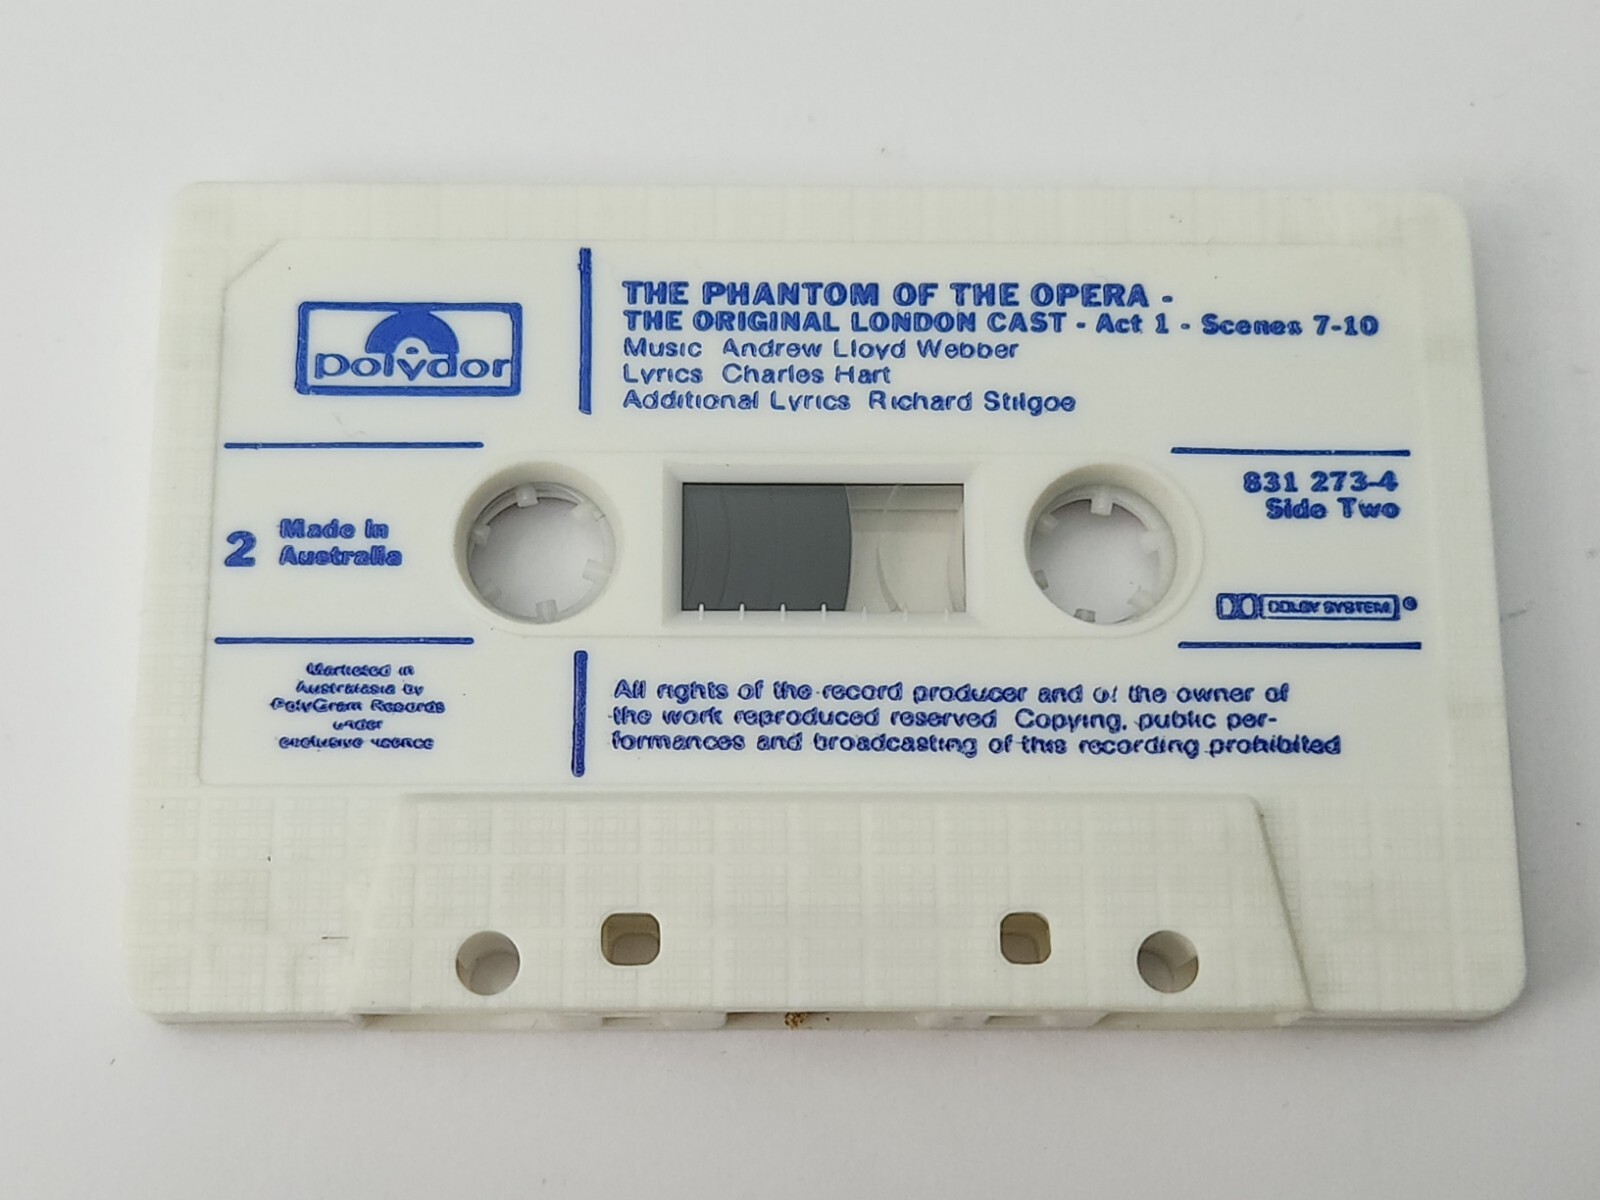 polydor
THE PHANTOM OF THE OPERA -
THE ORIGINAL LONDON CAST - Act 1 - Scenes 7-10
Music Andrew Lloyd Webber
Lyrics Charles Hart
Additional Lyrics Richard Stilgoe
2 Made in
Australia
831 273-4
Side Two
DOLBY SYSTEM ®
Marketed in
Australasia by
PolyGram Records
under
exclusive licence
All rights of the record producer and of the owner of
the work reproduced reserved Copying, public per-
formances and broadcasting of this recording prohibited